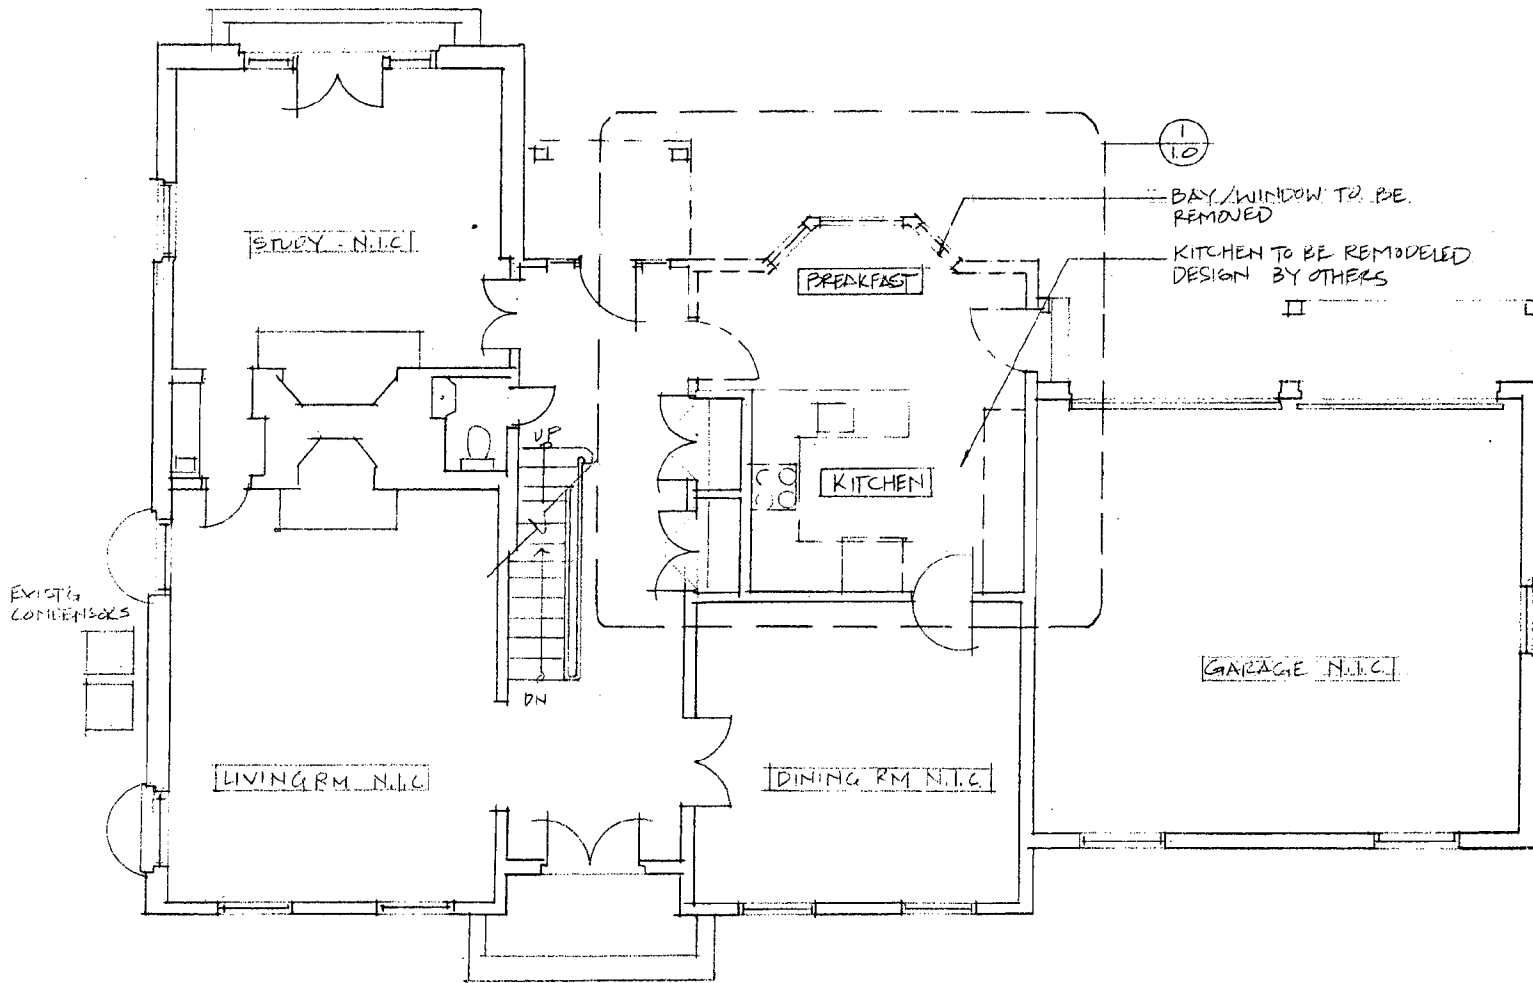 1
1.0
BAY/WINDOW TO BE
REMOVED
STUDY - N.I.C.
KITCHEN TO BE REMODELED
DESIGN BY OTHERS
BREAKFAST
UP
KITCHEN
EXIST'G
CONDENSORS
GARAGE N.I.C.
DN
LIVING RM N.I.C
DINING RM N.I.C.